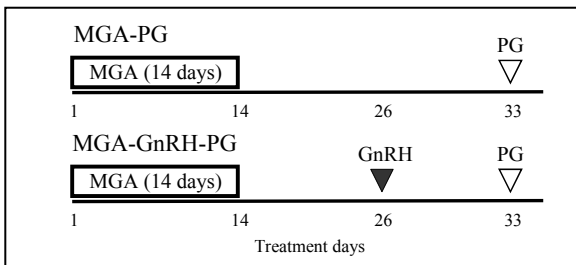 MGA-PG
PG
MGA (14 days)
1 14 26 33
MGA-GnRH-PG
GnRH PG
MGA (14 days)
1 14 26 33
Treatment days